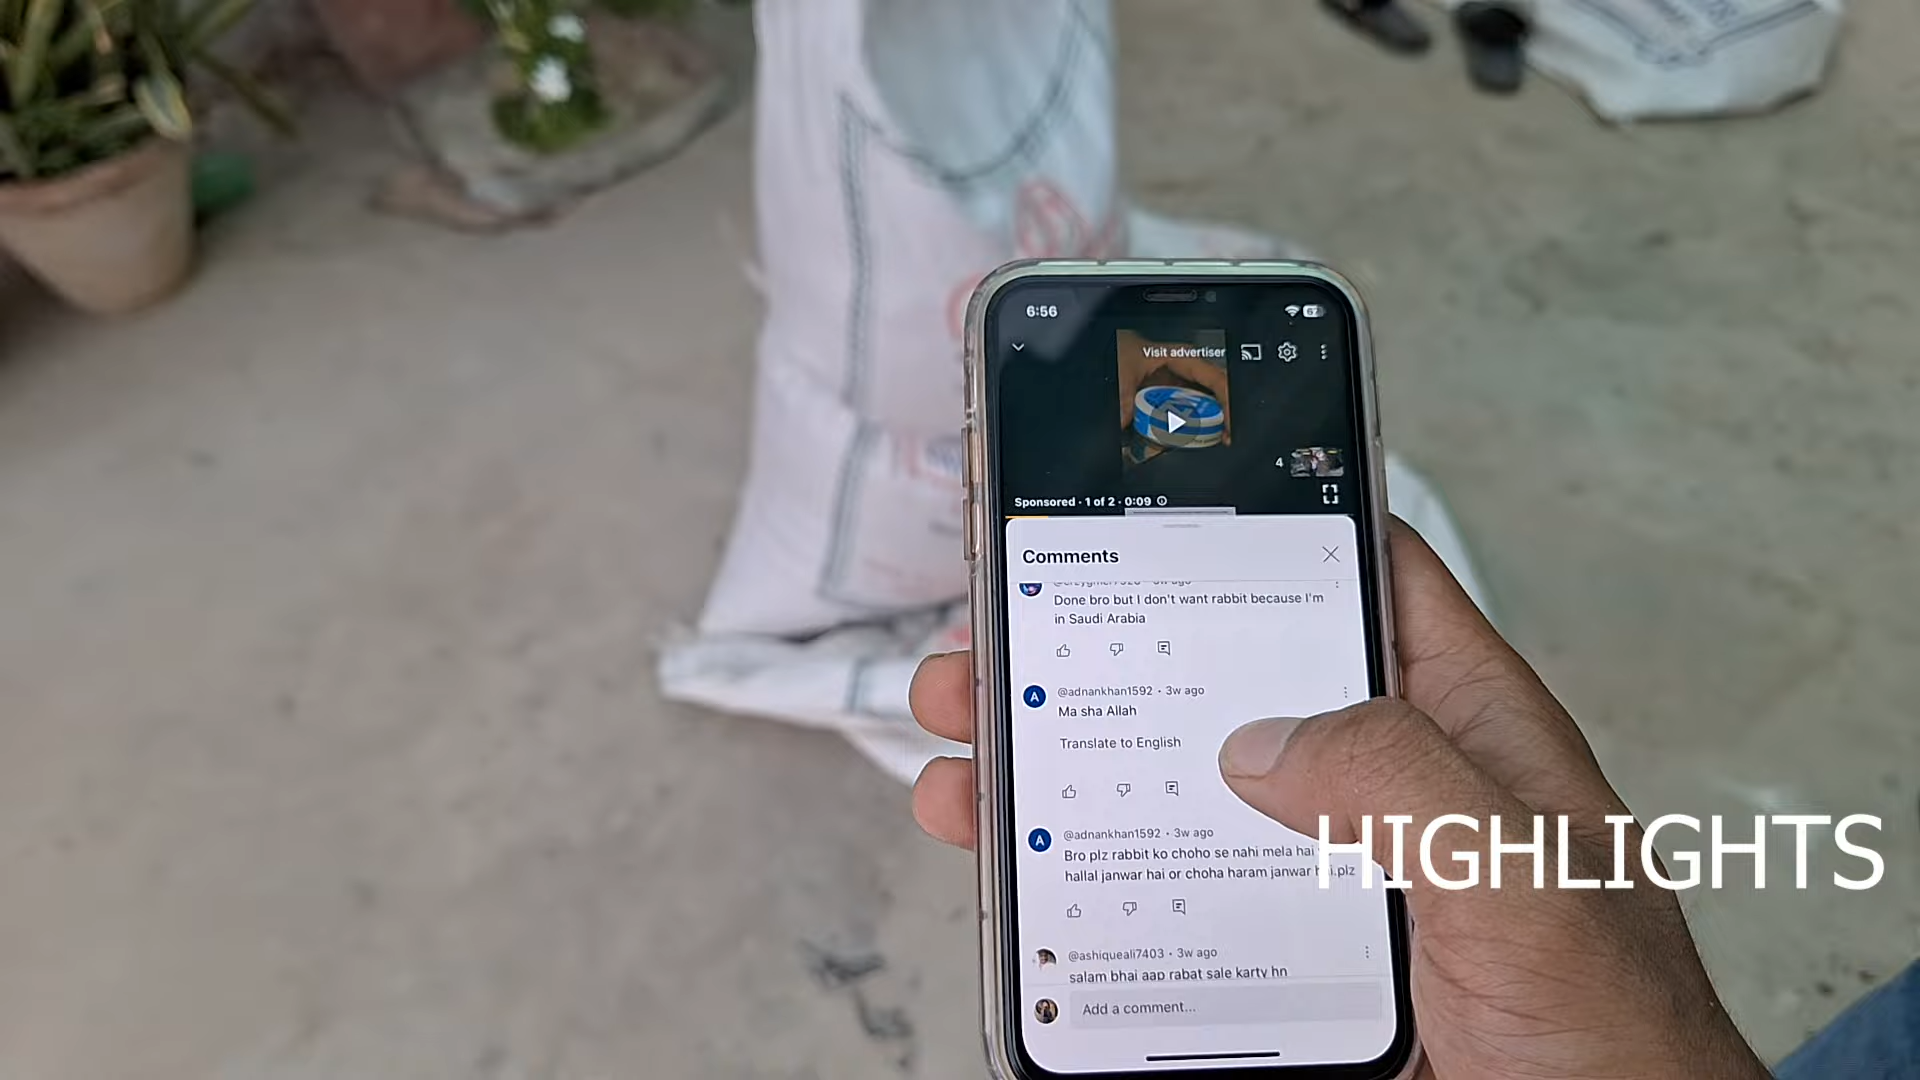 6:56
67
Visit advertiser
4
Sponsored · 1 of 2 · 0:09
Comments
Done bro but I don't want rabbit because I'm
in Saudi Arabia
A
@adnankhan1592 · 3w ago
Ma sha Allah
Translate to English
A
@adnankhan1592 · 3w ago
Bro plz rabbit ko choho se nahi mela hai
hallal janwar hai or choha haram janwar hai.plz
@ashiqueali7403 · 3w ago
salam bhai aap rabat sale karty hn
Add a comment...
HIGHLIGHTS